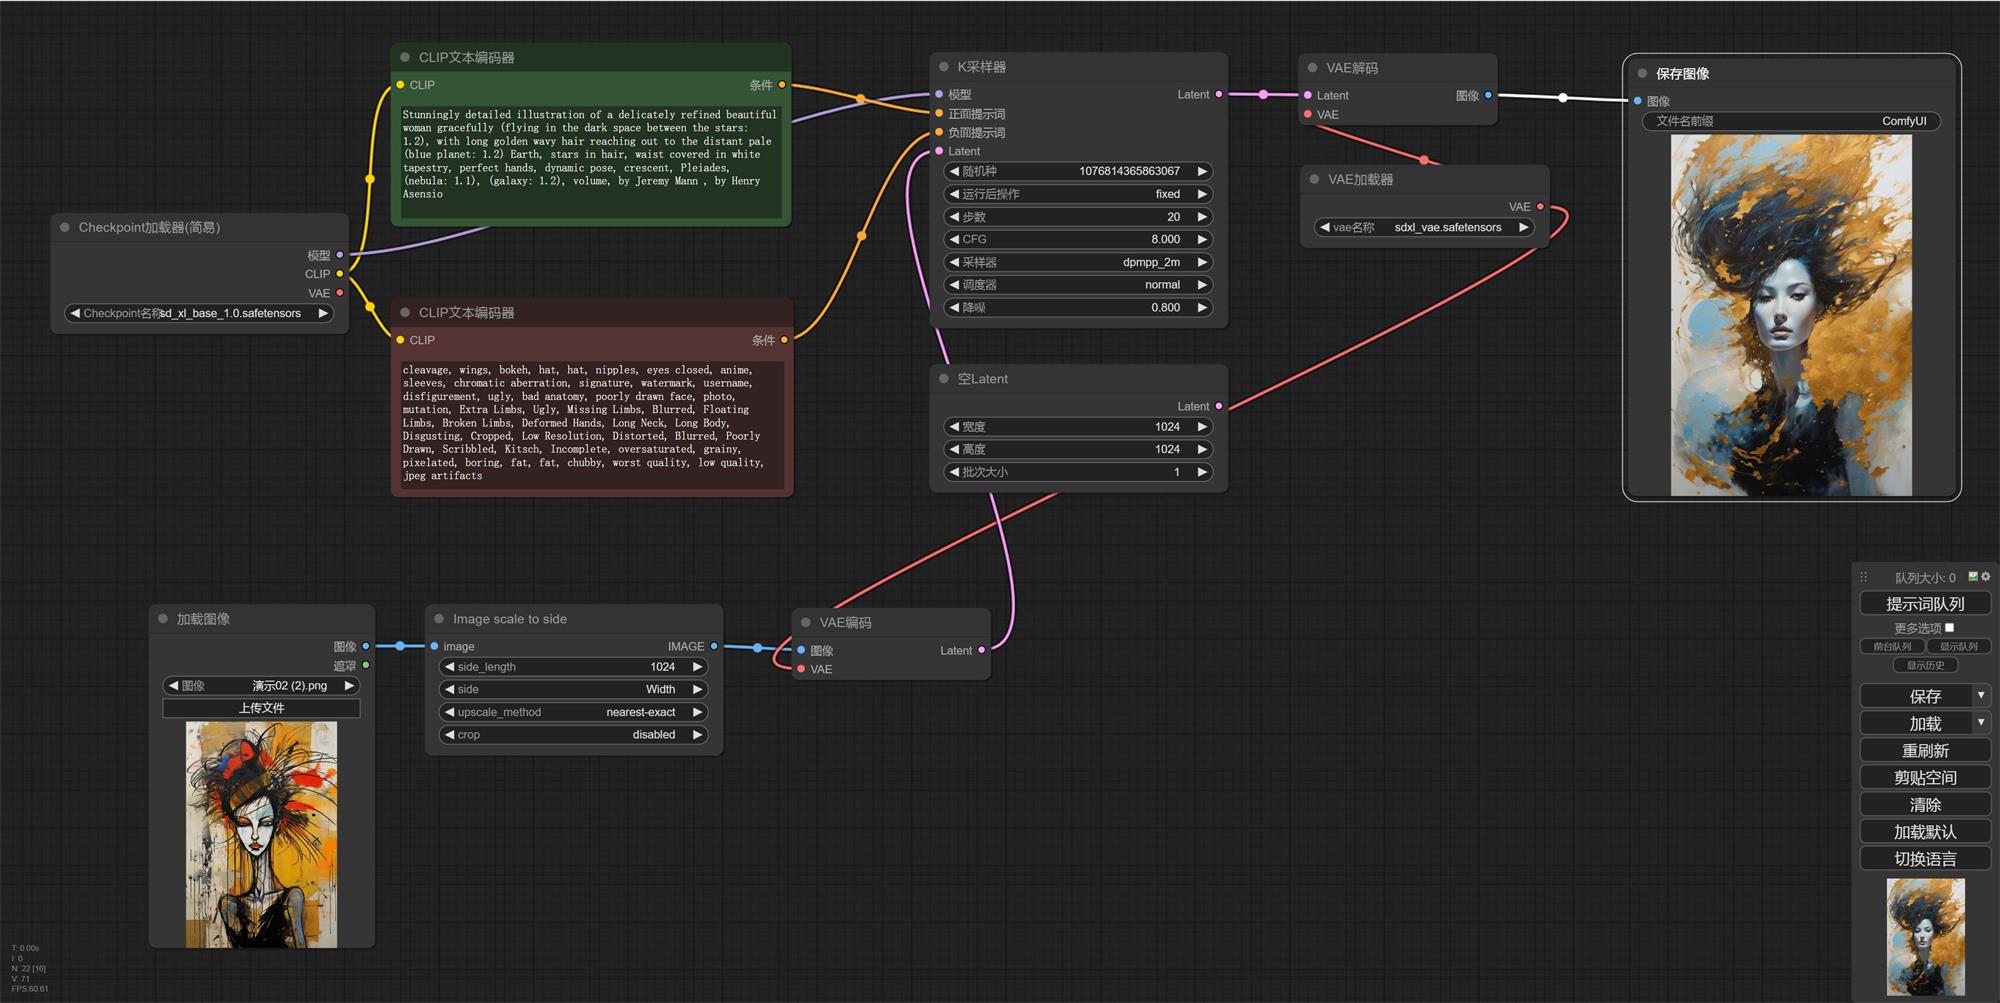 CLIP文本编码器
CLIP
条件
Stunningly detailed illustration of a delicately refined beautiful
woman gracefully (flying in the dark space between the stars:
1.2), with long golden wavy hair reaching out to the distant pale
(blue planet: 1.2) Earth, stars in hair, waist covered in white
tapestry, perfect hands, dynamic pose, crescent, Pleiades,
(nebula: 1.1), (galaxy: 1.2), volume, by Jeremy Mann , by Henry
Asensio
Checkpoint加载器(简易)
模型
CLIP
VAE
Checkpoint名称 sd_xl_base_1.0.safetensors
CLIP文本编码器
CLIP
条件
cleavage, wings, bokeh, hat, hat, nipples, eyes closed, anime,
sleeves, chromatic aberration, signature, watermark, username,
disfigurement, ugly, bad anatomy, poorly drawn face, photo,
mutation, Extra Limbs, Ugly, Missing Limbs, Blurred, Floating
Limbs, Broken Limbs, Deformed Hands, Long Neck, Long Body,
Disgusting, Cropped, Low Resolution, Distorted, Blurred, Poorly
Drawn, Scribbled, Kitsch, Incomplete, oversaturated, grainy,
pixelated, boring, fat, fat, chubby, worst quality, low quality,
jpeg artifacts
K采样器
模型
Latent
正面提示词
负面提示词
Latent
随机种 1076814365863067
运行后操作 fixed
步数 20
CFG 8.000
采样器 dpmpp_2m
调度器 normal
降噪 0.800
空Latent
Latent
宽度 1024
高度 1024
批次大小 1
VAE解码
Latent
图像
VAE
VAE加载器
VAE
vae名称 sdxl_vae.safetensors
保存图像
图像
文件名前缀 ComfyUI
加载图像
图像
遮罩
图像 演示02 (2).png
上传文件
Image scale to side
image
IMAGE
side_length 1024
side Width
upscale_method nearest-exact
crop disabled
VAE编码
图像
Latent
VAE
队列大小: 0
提示词队列
更多选项
前台队列 显示队列
显示历史
保存
加载
重刷新
剪贴空间
清除
加载默认
切换语言
T: 0.00s
I: 0
N: 22 [16]
V: 71
FPS:60.61